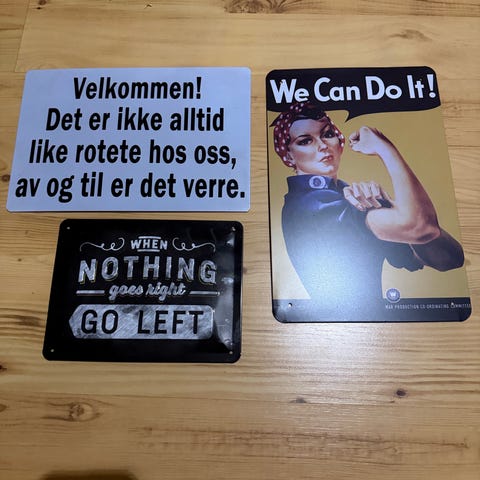 Velkommen!
Det er ikke alltid
like rotete hos oss,
av og til er det verre.
We Can Do It!
W
WAR PRODUCTION CO-ORDINATING COMMITTEE
WHEN
NOTHING
goes right
GO LEFT